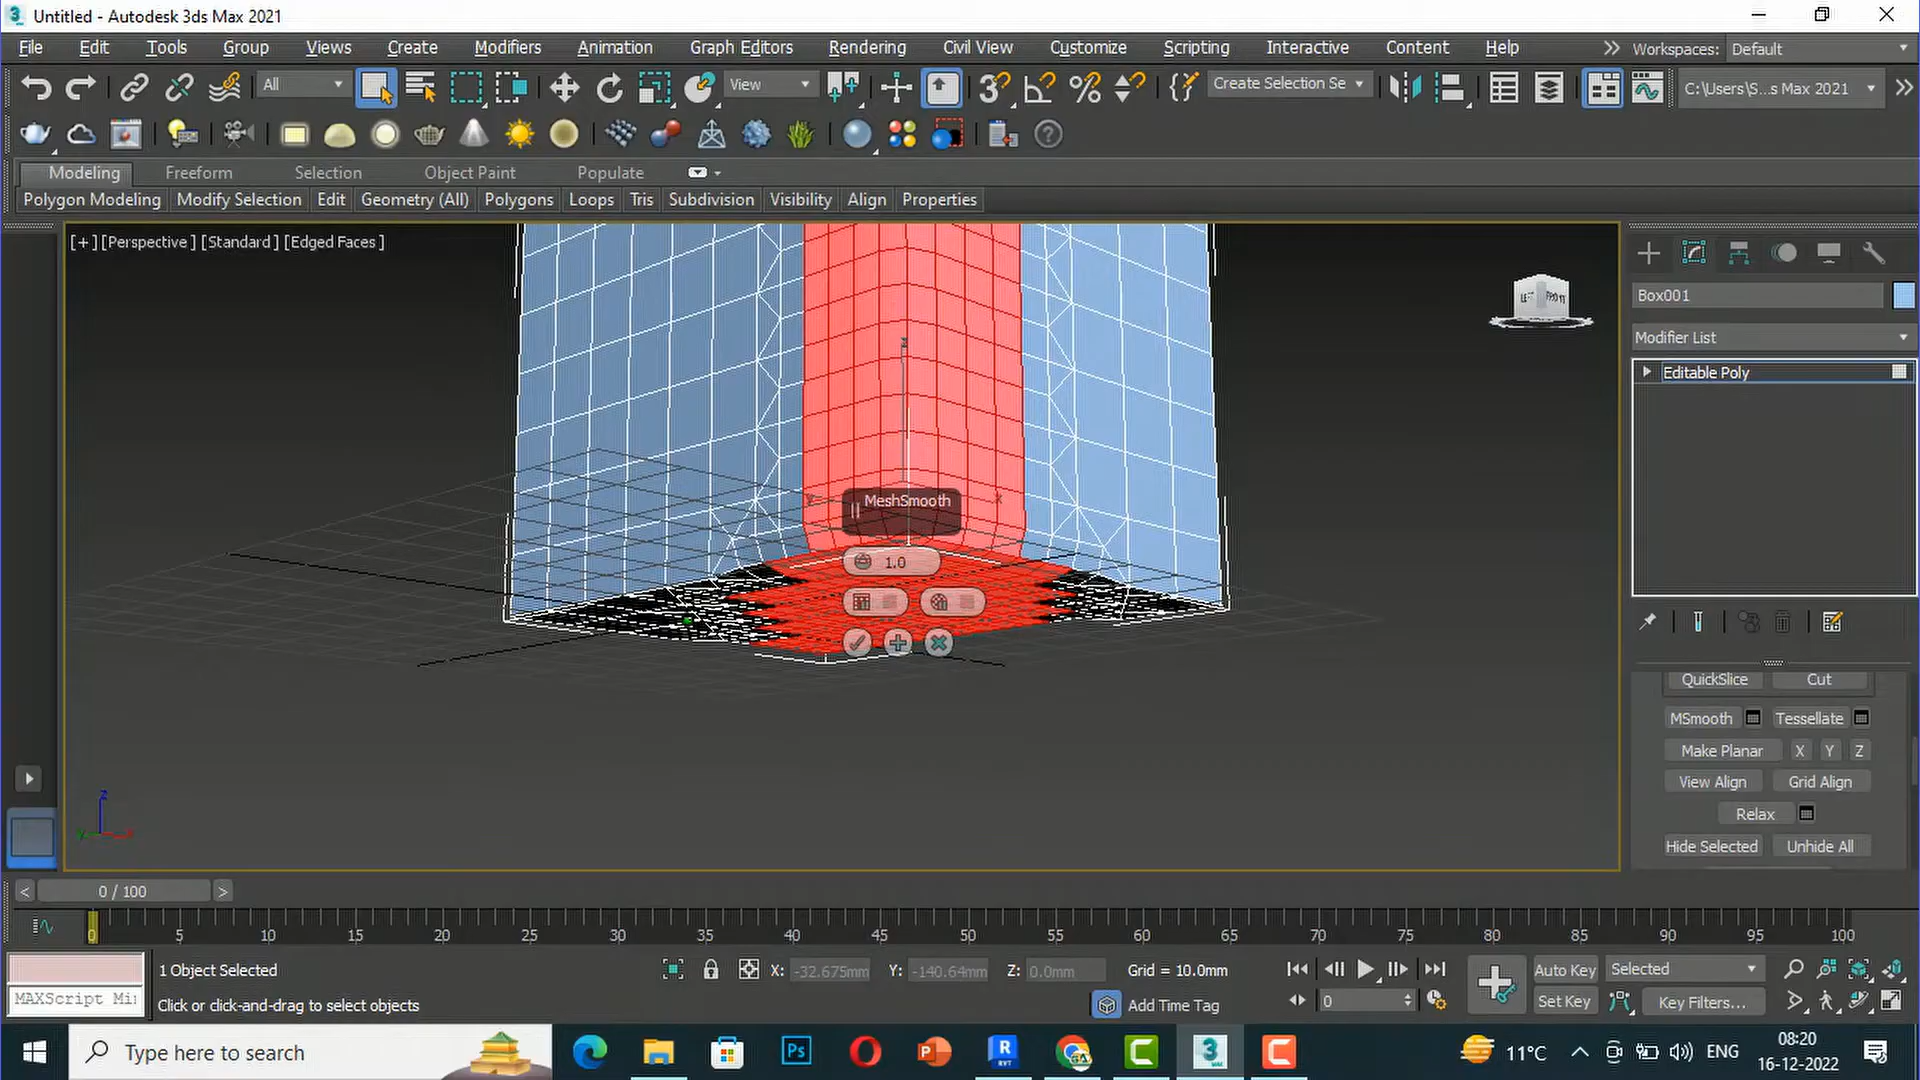 Untitled - Autodesk 3ds Max 2021
File Edit Tools Group Views Create Modifiers Animation Graph Editors Rendering Civil View Customize Scripting Interactive Content Help Workspaces: Default
All View Create Selection Se C:\Users\S...s Max 2021
Modeling Freeform Selection Object Paint Populate
Polygon Modeling Modify Selection Edit Geometry (All) Polygons Loops Tris Subdivision Visibility Align Properties
[+] [Perspective ] [Standard ] [Edged Faces ]
LEFT FRONT
Box001
Modifier List
Editable Poly
MeshSmooth
1.0
QuickSlice Cut
MSmooth Tessellate
Make Planar X Y Z
View Align Grid Align
Relax
Hide Selected Unhide All
z
y
x
0 / 100
0 5 10 15 20 25 30 35 40 45 50 55 60 65 70 75 80 85 90 95 100
1 Object Selected X: -32.675mm Y: -140.64mm Z: 0.0mm Grid = 10.0mm Auto Key Selected
MAXScript Mi: Click or click-and-drag to select objects Add Time Tag 0 Set Key Key Filters...
Type here to search 11°C ENG 08:20
16-12-2022